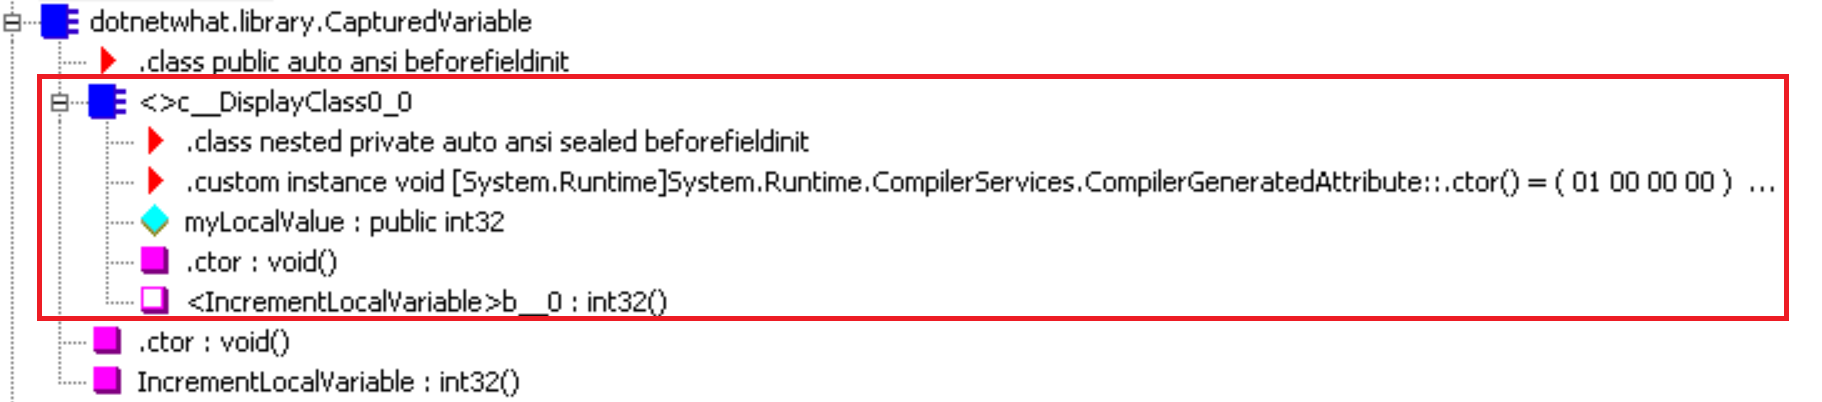 dotnetwhat.library.CapturedVariable
.class public auto ansi beforefieldinit
<>c__DisplayClass0_0
.class nested private auto ansi sealed beforefieldinit
.custom instance void [System.Runtime]System.Runtime.CompilerServices.CompilerGeneratedAttribute::.ctor() = ( 01 00 00 00 ) ...
myLocalValue : public int32
.ctor : void()
<IncrementLocalVariable>b__0 : int32()
.ctor : void()
IncrementLocalVariable : int32()